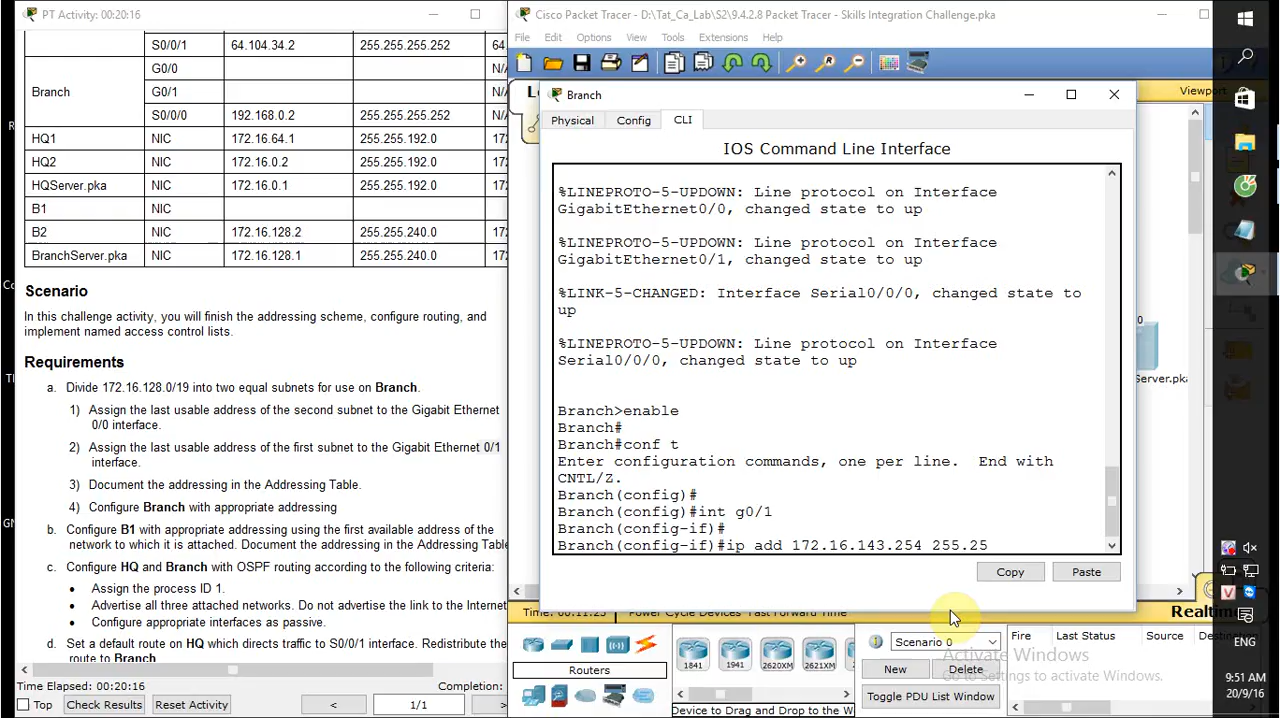 PT Activity: 00:20:16
S0/0/1 64.104.34.2 255.255.255.252 64
Branch
G0/0 N/A
G0/1 N/A
S0/0/0 192.168.0.2 255.255.255.252 N/A
HQ1 NIC 172.16.64.1 255.255.192.0 17
HQ2 NIC 172.16.0.2 255.255.192.0 17
HQServer.pka NIC 172.16.0.1 255.255.192.0 17
B1 NIC
B2 NIC 172.16.128.2 255.255.240.0 17
BranchServer.pka NIC 172.16.128.1 255.255.240.0 17
Scenario
In this challenge activity, you will finish the addressing scheme, configure routing, and
implement named access control lists.
Requirements
a. Divide 172.16.128.0/19 into two equal subnets for use on Branch.
1) Assign the last usable address of the second subnet to the Gigabit Ethernet
0/0 interface.
2) Assign the last usable address of the first subnet to the Gigabit Ethernet 0/1
interface.
3) Document the addressing in the Addressing Table.
4) Configure Branch with appropriate addressing
b. Configure B1 with appropriate addressing using the first available address of the
network to which it is attached. Document the addressing in the Addressing Table
c. Configure HQ and Branch with OSPF routing according to the following criteria:
• Assign the process ID 1.
• Advertise all three attached networks. Do not advertise the link to the Internet
• Configure appropriate interfaces as passive.
d. Set a default route on HQ which directs traffic to S0/0/1 interface. Redistribute the
route to Branch
Time Elapsed: 00:20:16 Completion:
Top Check Results Reset Activity < 1/1 >
Cisco Packet Tracer - D:\Tat_Ca_Lab\S2\9.4.2.8 Packet Tracer - Skills Integration Challenge.pka
File Edit Options View Tools Extensions Help
Viewport
Branch
Physical Config CLI
IOS Command Line Interface
%LINEPROTO-5-UPDOWN: Line protocol on Interface
GigabitEthernet0/0, changed state to up
%LINEPROTO-5-UPDOWN: Line protocol on Interface
GigabitEthernet0/1, changed state to up
%LINK-5-CHANGED: Interface Serial0/0/0, changed state to
up
%LINEPROTO-5-UPDOWN: Line protocol on Interface
Serial0/0/0, changed state to up
Branch>enable
Branch#
Branch#conf t
Enter configuration commands, one per line. End with
CNTL/Z.
Branch(config)#
Branch(config)#int g0/1
Branch(config-if)#
Branch(config-if)#ip add 172.16.143.254 255.25
Copy Paste
0
Server.pka
Time: 00:11:25 Power Cycle Devices Fast Forward Time Realtim
Routers
1841 1941 2620XM 2621XM
Device to Drag and Drop to the W
Scenario 0
New Delete
Toggle PDU List Window
Fire Last Status Source Destination
Activate Windows
Go to Settings to activate Windows.
ENG
9:51 AM
20/9/16